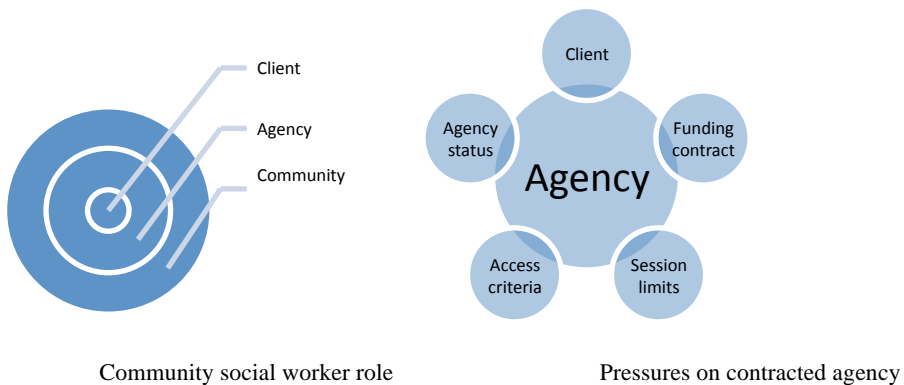 Client
Agency
Community
Client
Agency
status
Funding
contract
Agency
Access
criteria
Session
limits
Community social worker role
Pressures on contracted agency